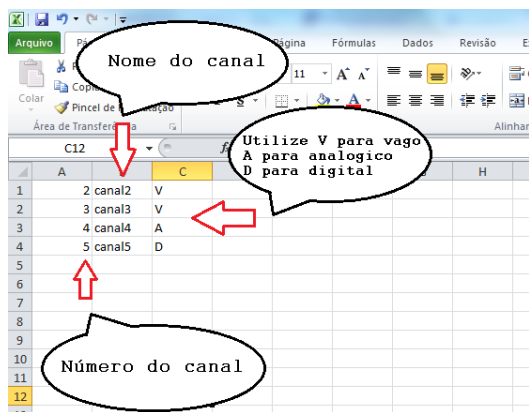 Arquivo Página Fórmulas Dados Revisão
Nome do canal
11 A A
Colar Copi
Pincel de
S A
Área de Transferência Alinhar
C12
Utilize V para vago
A para analogico
D para digital
A C H
1 2 canal2 V
2 3 canal3 V
3 4 canal4 A
4 5 canal5 D
5
6
7
8
9
10
11
12
Número do canal